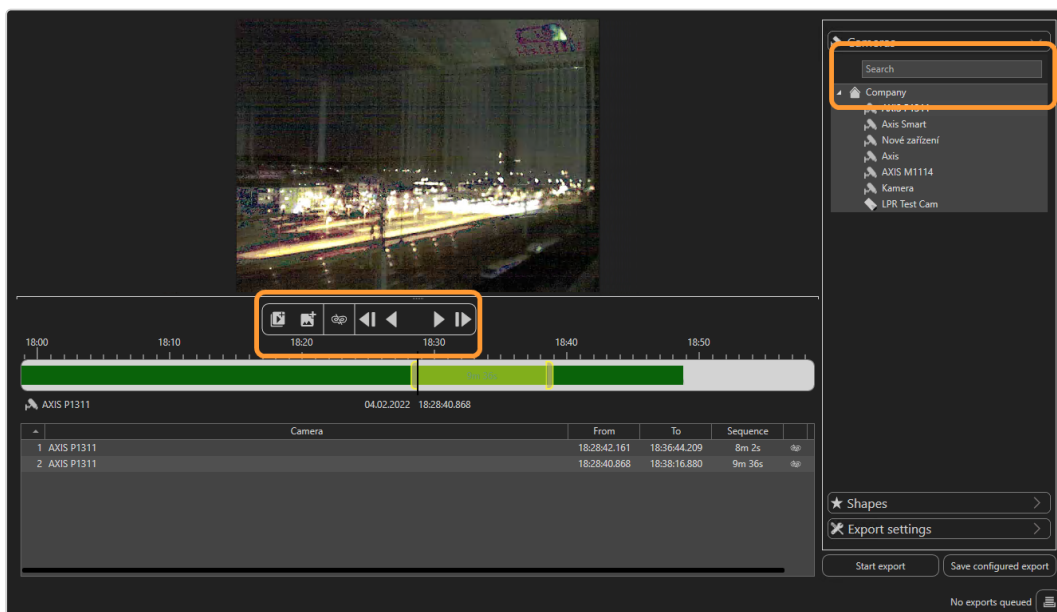 Cameras
Search
Company
AXIS P1311
Axis Smart
Nové zařízení
Axis
AXIS M1114
Kamera
LPR Test Cam
18:00 18:10 18:20 18:30 18:40 18:50
9m 36s
AXIS P1311 04.02.2022 18:28:40.868
Camera From To Sequence
1 AXIS P1311 18:28:42.161 18:36:44.209 8m 2s
2 AXIS P1311 18:28:40.868 18:38:16.880 9m 36s
Shapes
Export settings
Start export Save configured export
No exports queued